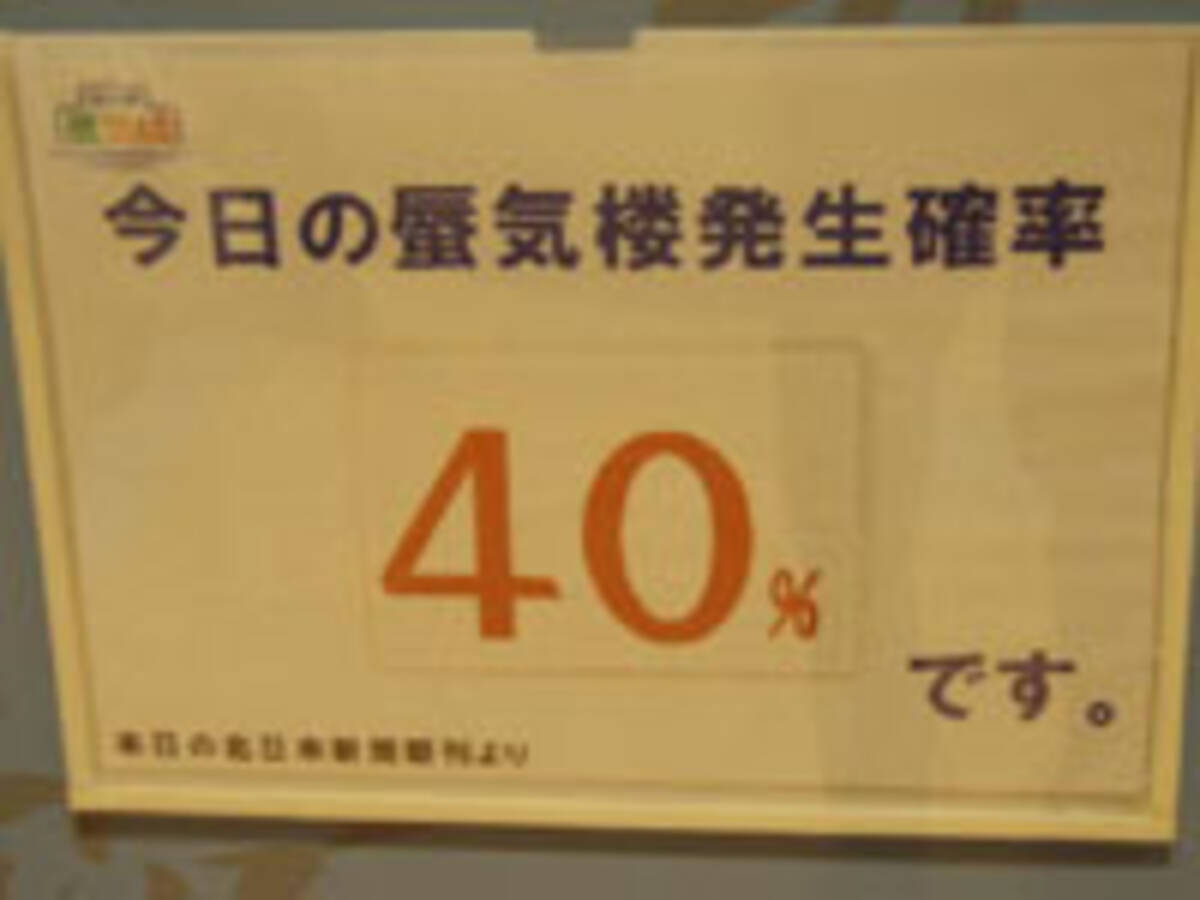 今日の蜃気楼発生確率
40%
です。
本日の北日本新聞朝刊より